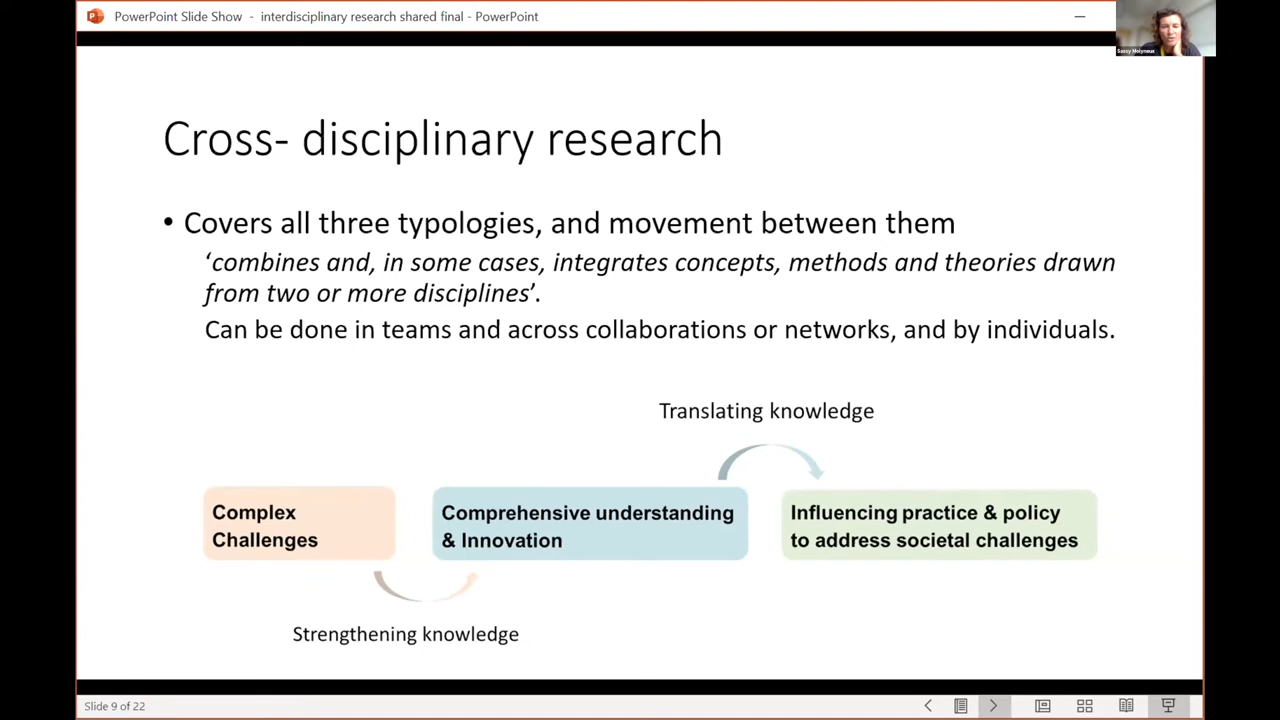 PowerPoint Slide Show - interdisciplinary research shared final - PowerPoint
Sassy Molyneux
Cross- disciplinary research
• Covers all three typologies, and movement between them
‘combines and, in some cases, integrates concepts, methods and theories drawn
from two or more disciplines’.
Can be done in teams and across collaborations or networks, and by individuals.
Translating knowledge
Complex
Challenges
Comprehensive understanding
& Innovation
Influencing practice & policy
to address societal challenges
Strengthening knowledge
Slide 9 of 22